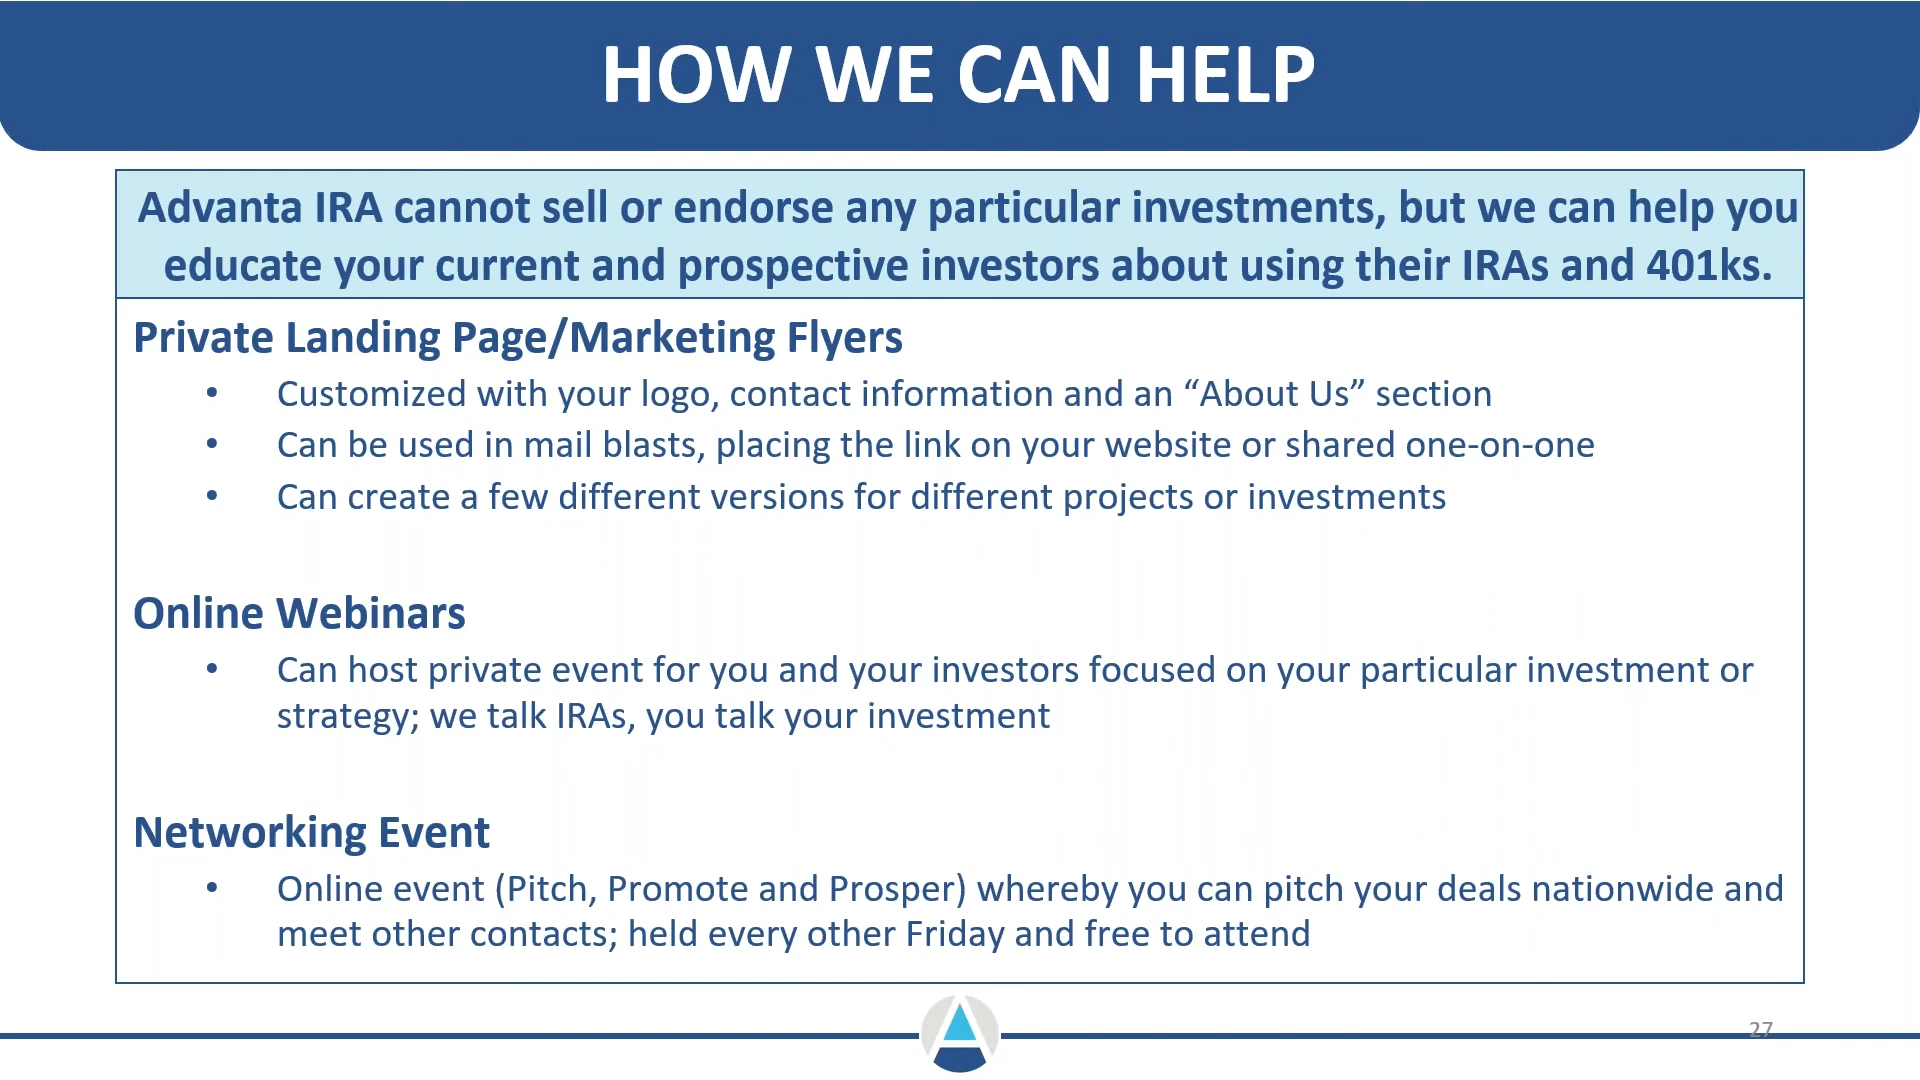 HOW WE CAN HELP
Advanta IRA cannot sell or endorse any particular investments, but we can help you
educate your current and prospective investors about using their IRAs and 401ks.
Private Landing Page/Marketing Flyers
• Customized with your logo, contact information and an “About Us” section
• Can be used in mail blasts, placing the link on your website or shared one-on-one
• Can create a few different versions for different projects or investments
Online Webinars
• Can host private event for you and your investors focused on your particular investment or
strategy; we talk IRAs, you talk your investment
Networking Event
• Online event (Pitch, Promote and Prosper) whereby you can pitch your deals nationwide and
meet other contacts; held every other Friday and free to attend
27